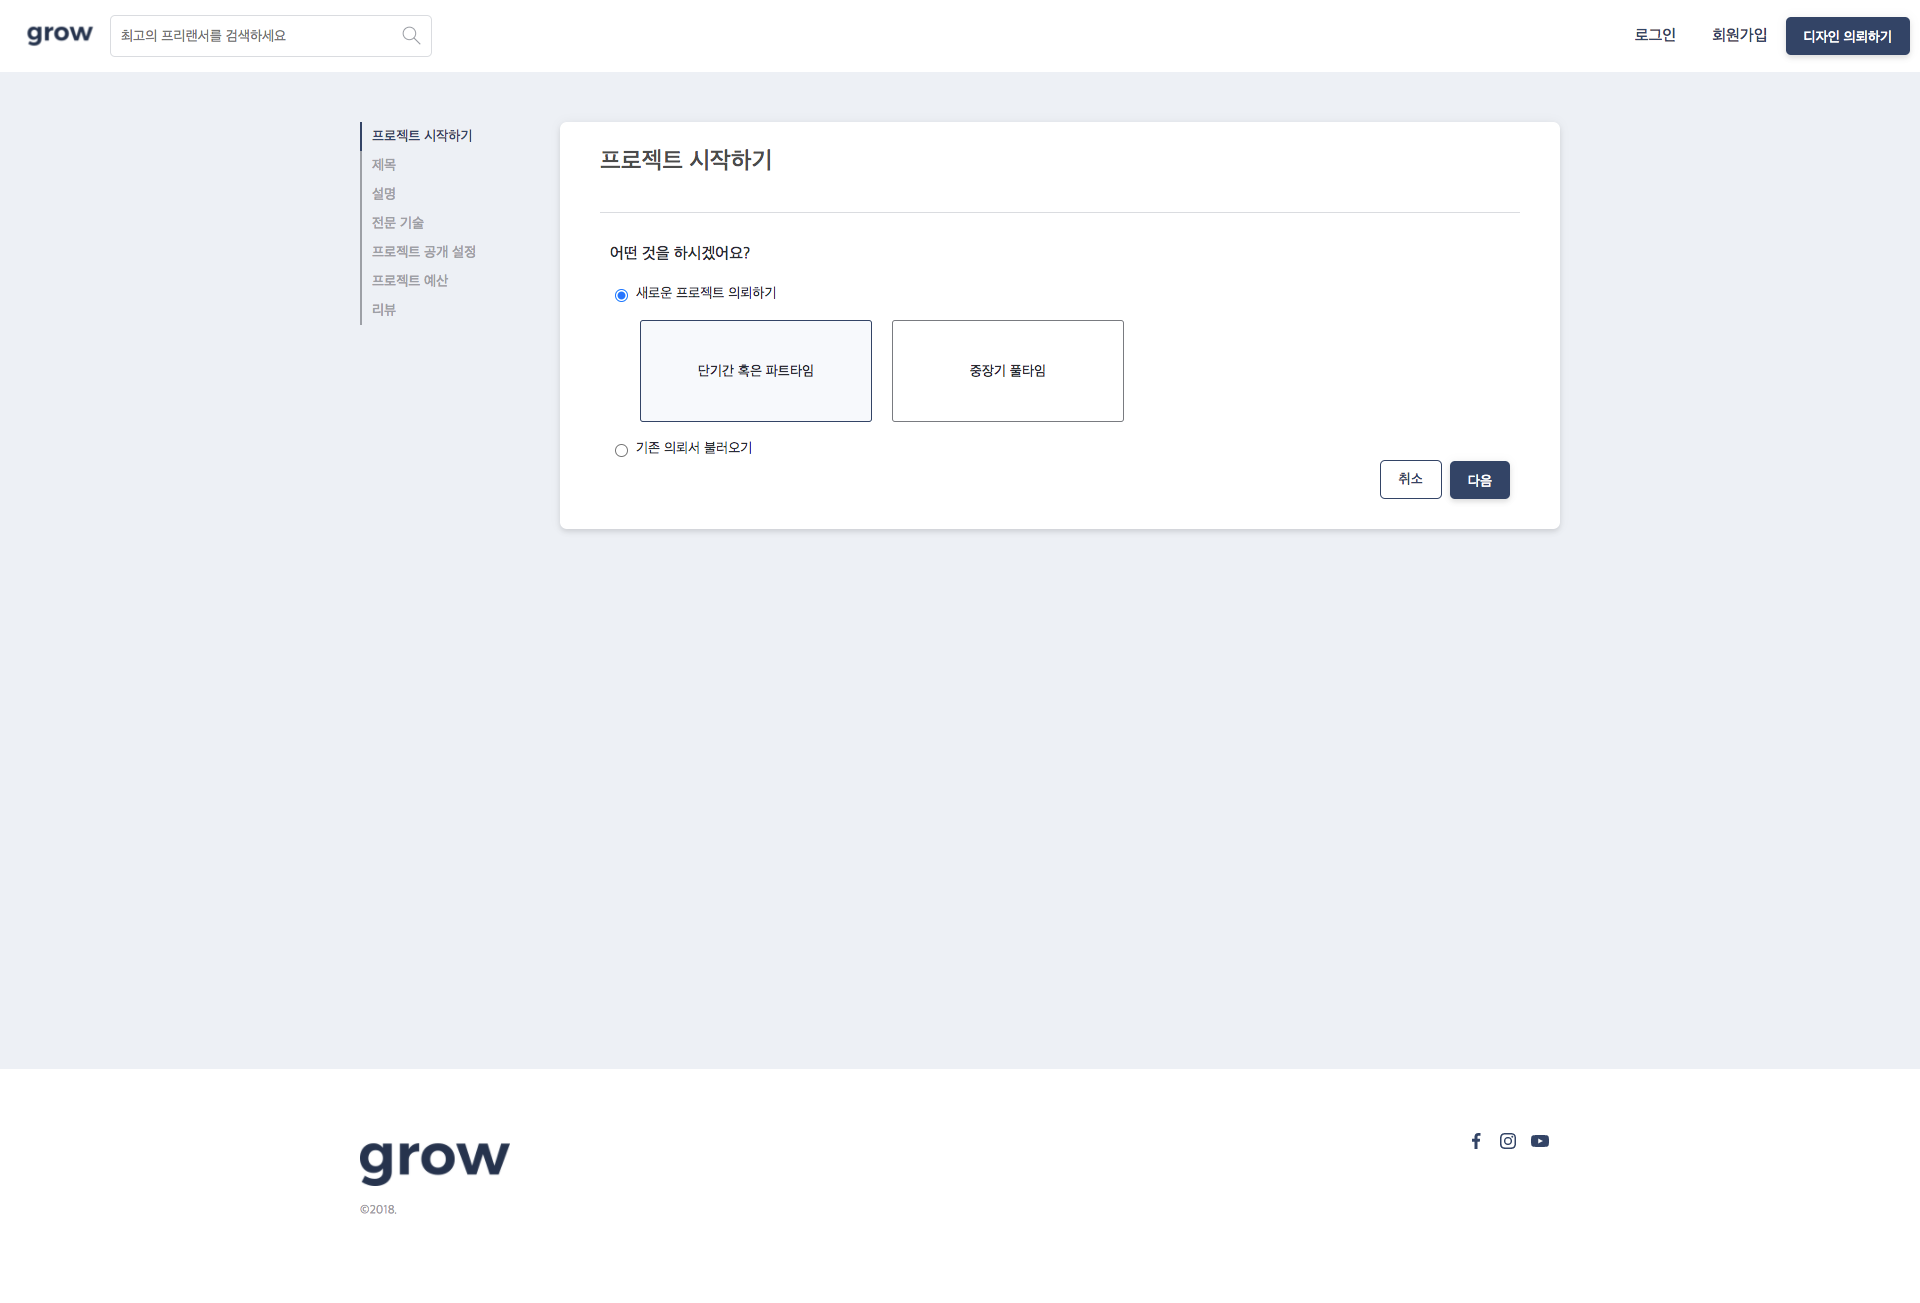 grow
최고의 프리랜서를 검색하세요
로그인
회원가입
디자인 의뢰하기
프로젝트 시작하기
제목
설명
전문 기술
프로젝트 공개 설정
프로젝트 예산
리뷰
프로젝트 시작하기
어떤 것을 하시겠어요?
새로운 프로젝트 의뢰하기
단기간 혹은 파트타임
중장기 풀타임
기존 의뢰서 불러오기
취소
다음
grow
©2018.